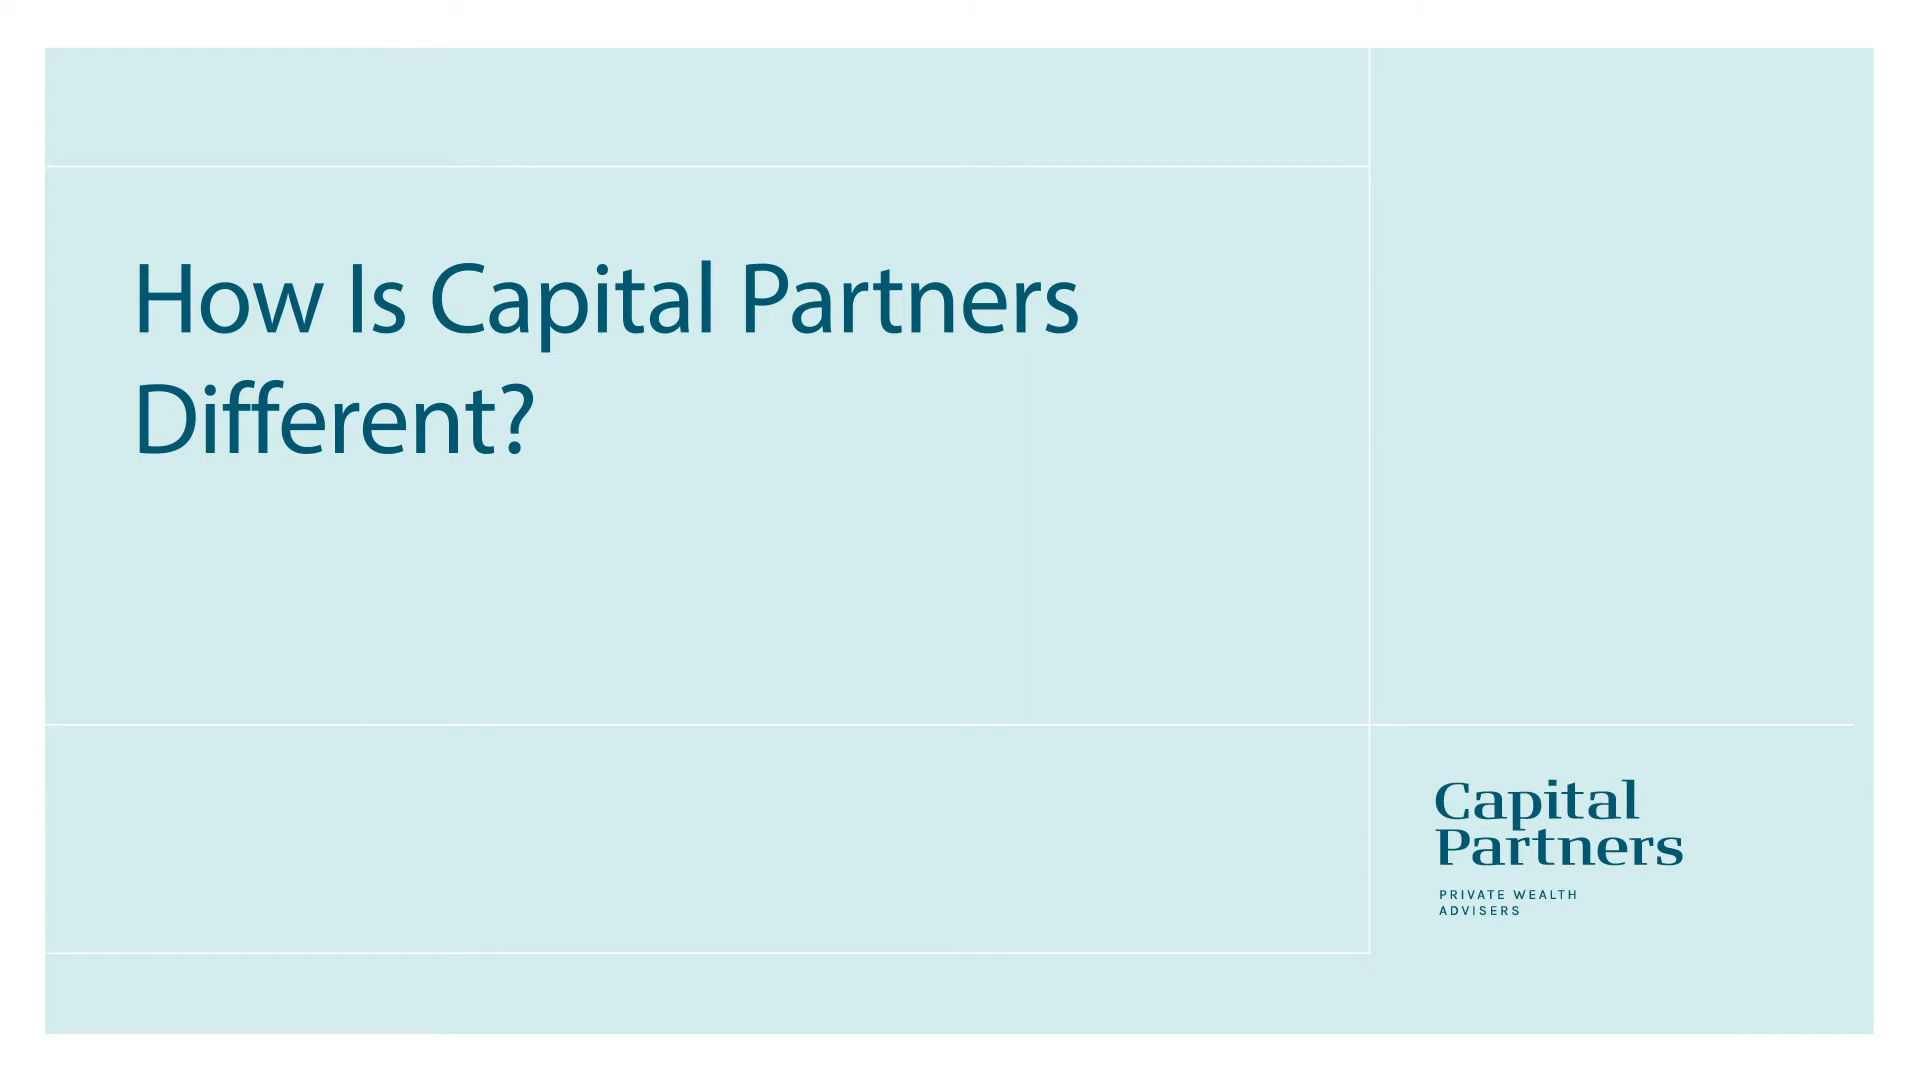 How Is Capital Partners
Different?
Capital
Partners
PRIVATE WEALTH
ADVISERS